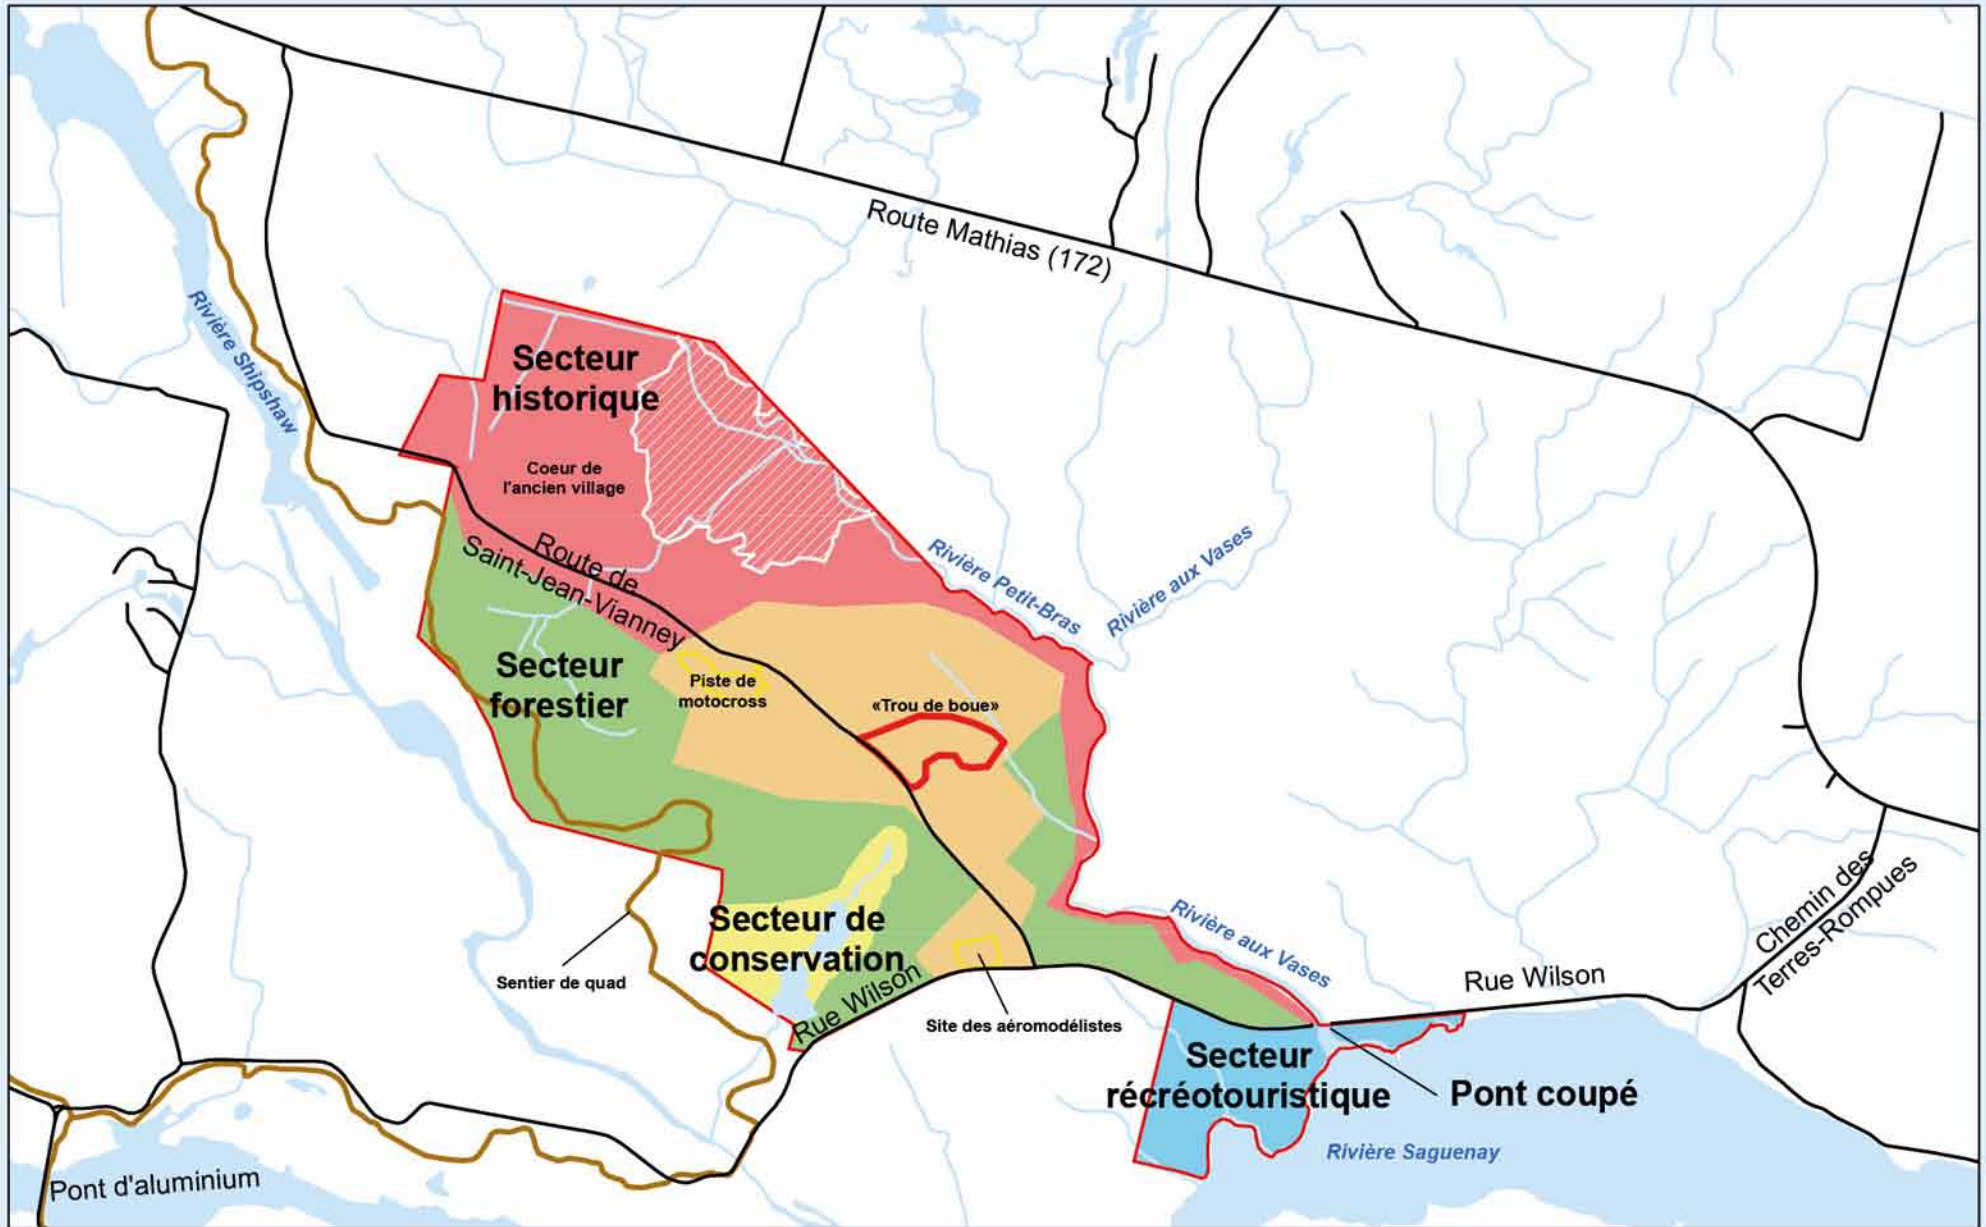 Route Mathias (172)
Rivière Shipshaw
Secteur
historique
Coeur de
l'ancien village
Route de
Saint-Jean-Vianney
Rivière Petit-Bras
Rivière aux Vases
Secteur
forestier
Piste de
motocross
«Trou de boue»
Secteur de
conservation
Sentier de quad
Rue Wilson
Site des aéromodélistes
Rivière aux Vases
Rue Wilson
Chemin des
Terres-Rompues
Secteur
récréotouristique
Pont coupé
Rivière Saguenay
Pont d'aluminium